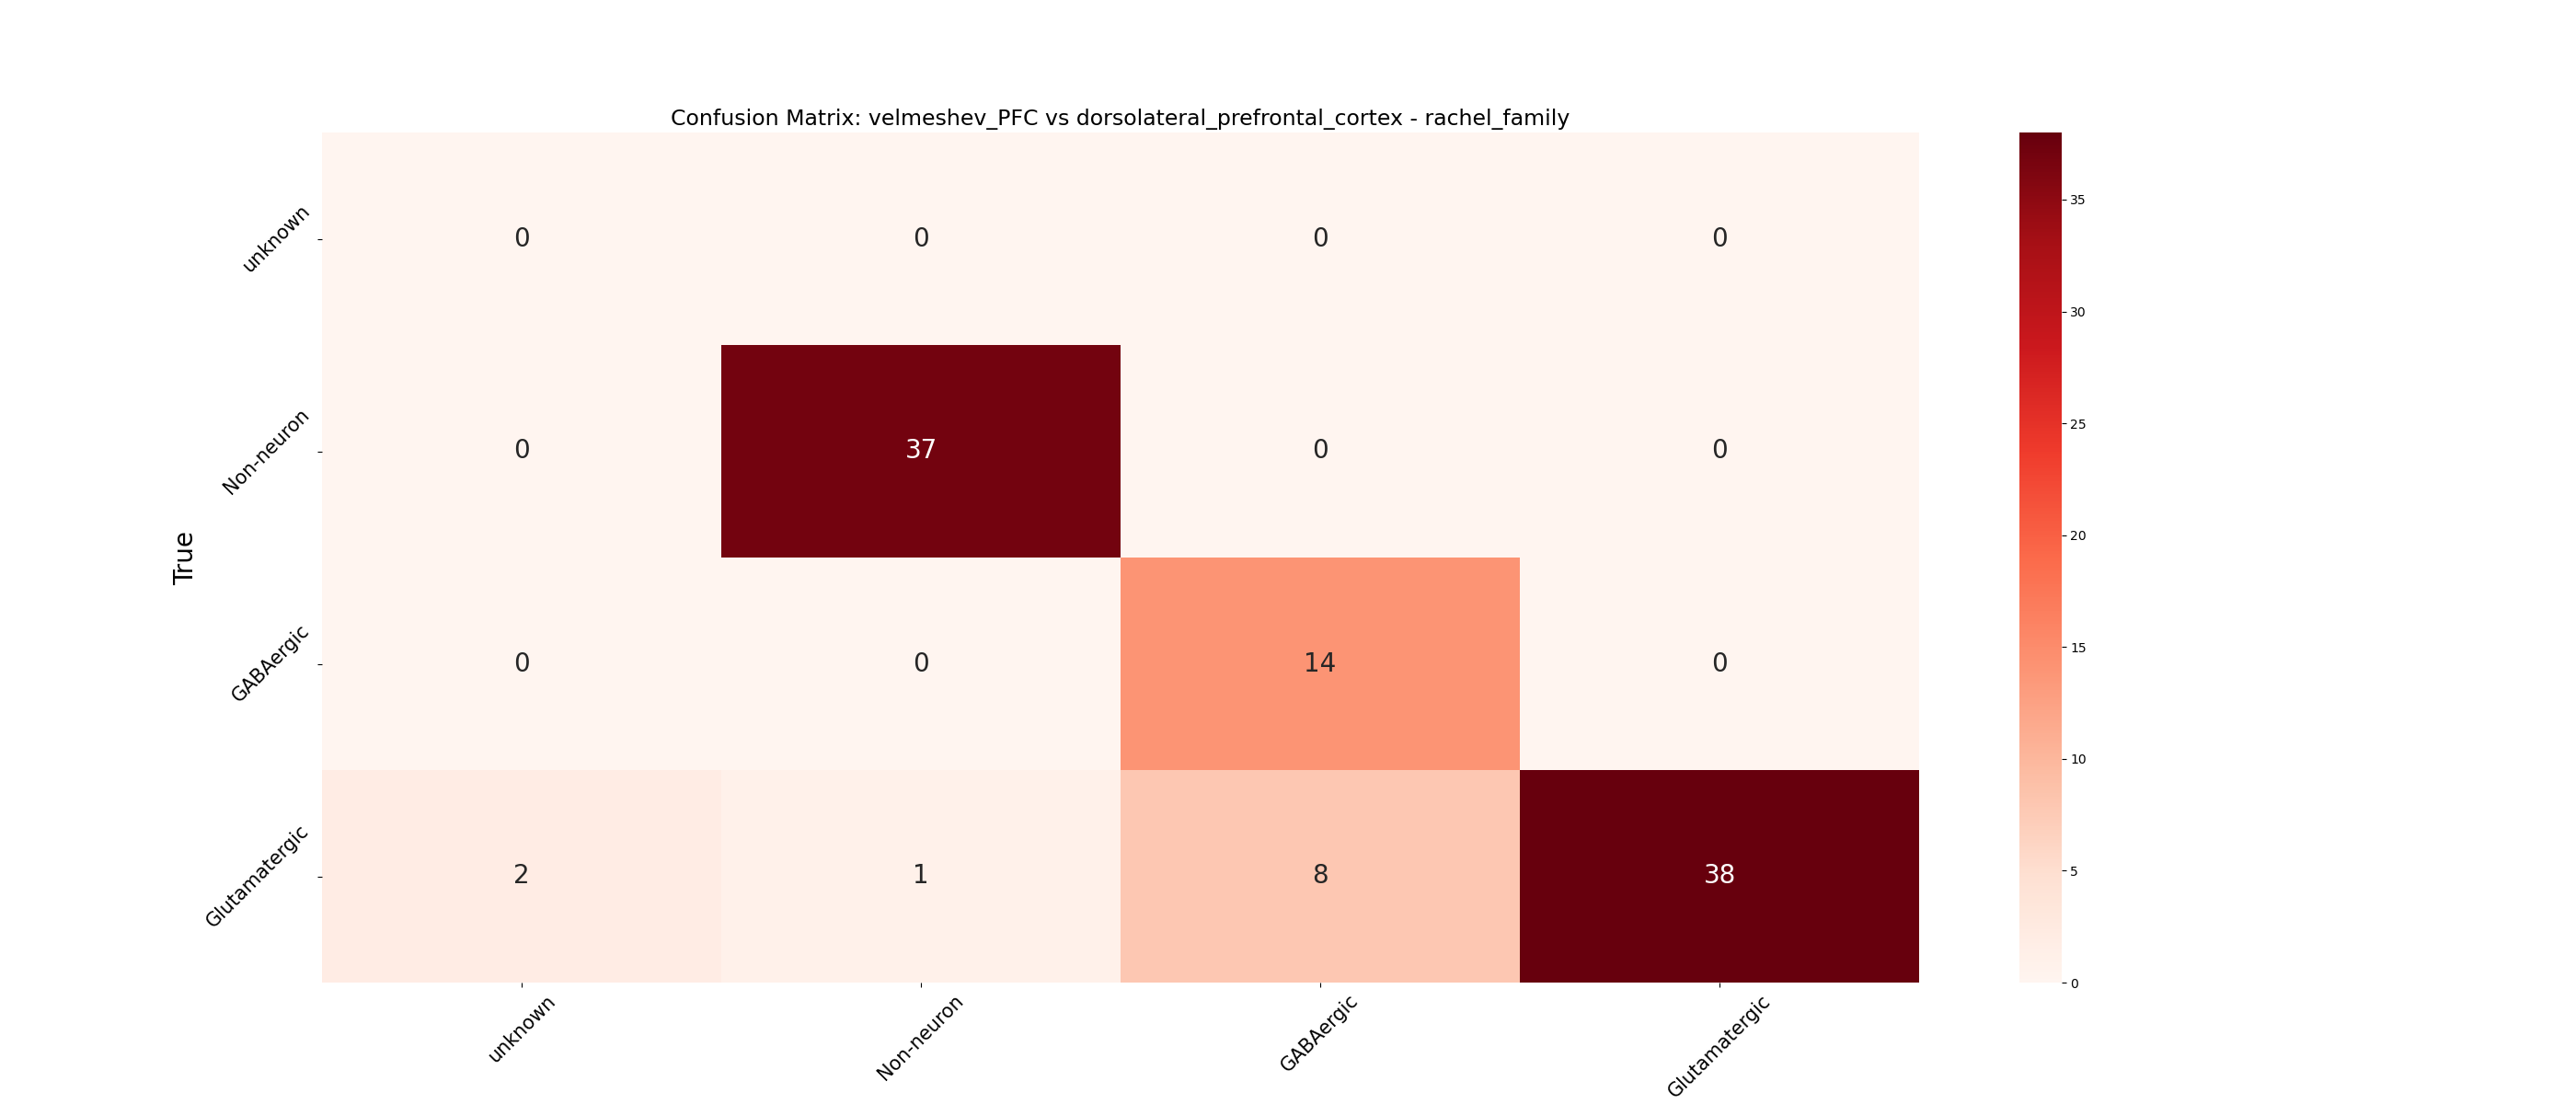 Confusion Matrix: velmeshev_PFC vs dorsolateral_prefrontal_cortex - rachel_family
True
unknown
0 0 0 0
Non-neuron
0 37 0 0
GABAergic
0 0 14 0
Glutamatergic
2 1 8 38
unknown Non-neuron GABAergic Glutamatergic
35
30
25
20
15
10
5
0